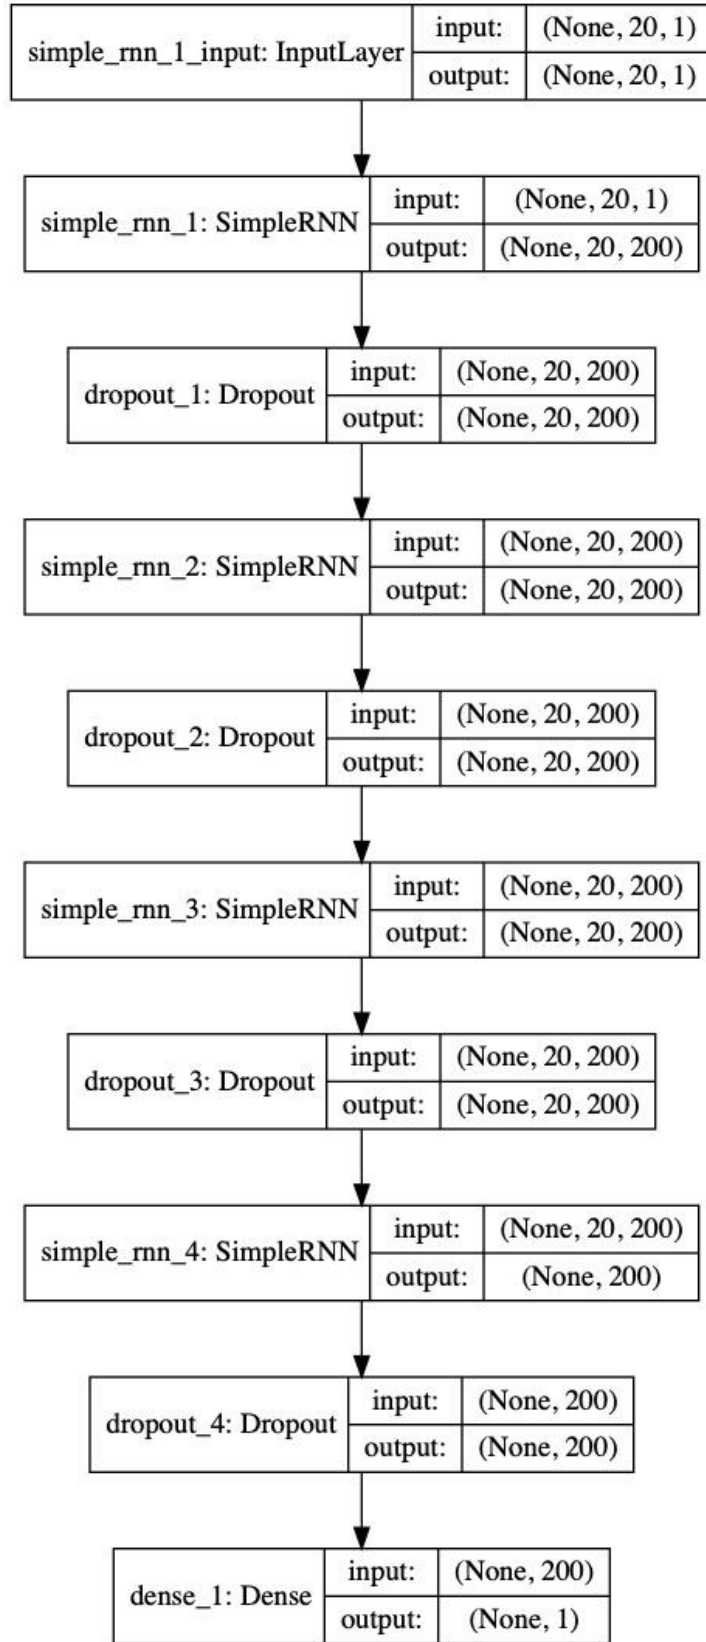 simple_rnn_1_input: InputLayer
input: (None, 20, 1)
output: (None, 20, 1)
simple_rnn_1: SimpleRNN
input: (None, 20, 1)
output: (None, 20, 200)
dropout_1: Dropout
input: (None, 20, 200)
output: (None, 20, 200)
simple_rnn_2: SimpleRNN
input: (None, 20, 200)
output: (None, 20, 200)
dropout_2: Dropout
input: (None, 20, 200)
output: (None, 20, 200)
simple_rnn_3: SimpleRNN
input: (None, 20, 200)
output: (None, 20, 200)
dropout_3: Dropout
input: (None, 20, 200)
output: (None, 20, 200)
simple_rnn_4: SimpleRNN
input: (None, 20, 200)
output: (None, 200)
dropout_4: Dropout
input: (None, 200)
output: (None, 200)
dense_1: Dense
input: (None, 200)
output: (None, 1)